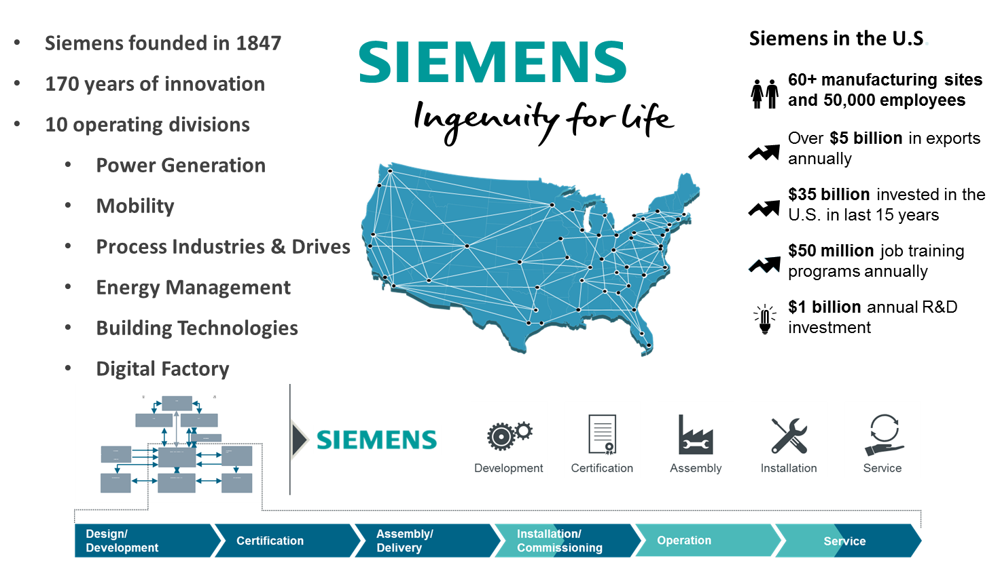 • Siemens founded in 1847
• 170 years of innovation
• 10 operating divisions
• Power Generation
• Mobility
• Process Industries & Drives
• Energy Management
• Building Technologies
• Digital Factory
SIEMENS
Ingenuity for life
Siemens in the U.S.
60+ manufacturing sites
and 50,000 employees
Over $5 billion in exports
annually
$35 billion invested in the
U.S. in last 15 years
$50 million job training
programs annually
$1 billion annual R&D
investment
SIEMENS
Development
Certification
Assembly
Installation
Service
Design/
Development
Certification
Assembly/
Delivery
Installation/
Commissioning
Operation
Service